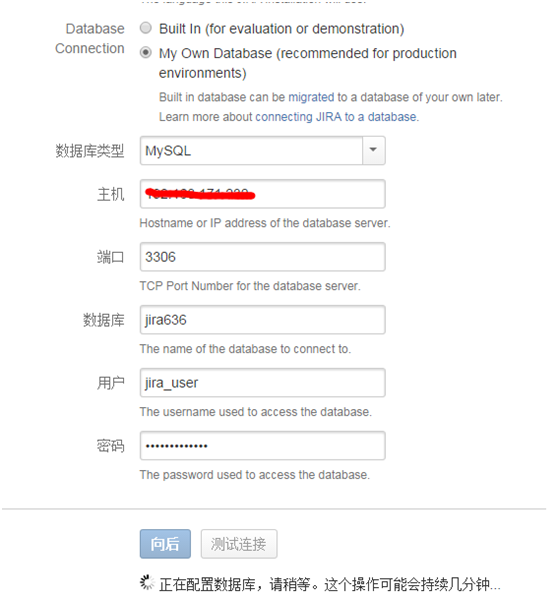 Database
Connection
Built In (for evaluation or demonstration)
My Own Database (recommended for production
environments)
Built in database can be migrated to a database of your own later.
Learn more about connecting JIRA to a database.
数据库类型
MySQL
主机
Hostname or IP address of the database server.
端口
3306
TCP Port Number for the database server.
数据库
jira636
The name of the database to connect to.
用户
jira_user
The username used to access the database.
密码
•••••••••••••
The password used to access the database.
向后
测试连接
正在配置数据库，请稍等。这个操作可能会持续几分钟...